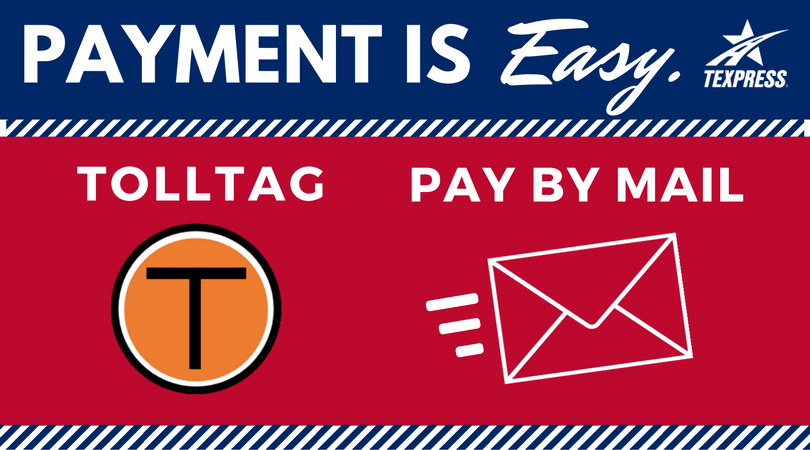 PAYMENT IS Easy.
TEXPRESS
TOLLTAG
PAY BY MAIL
T